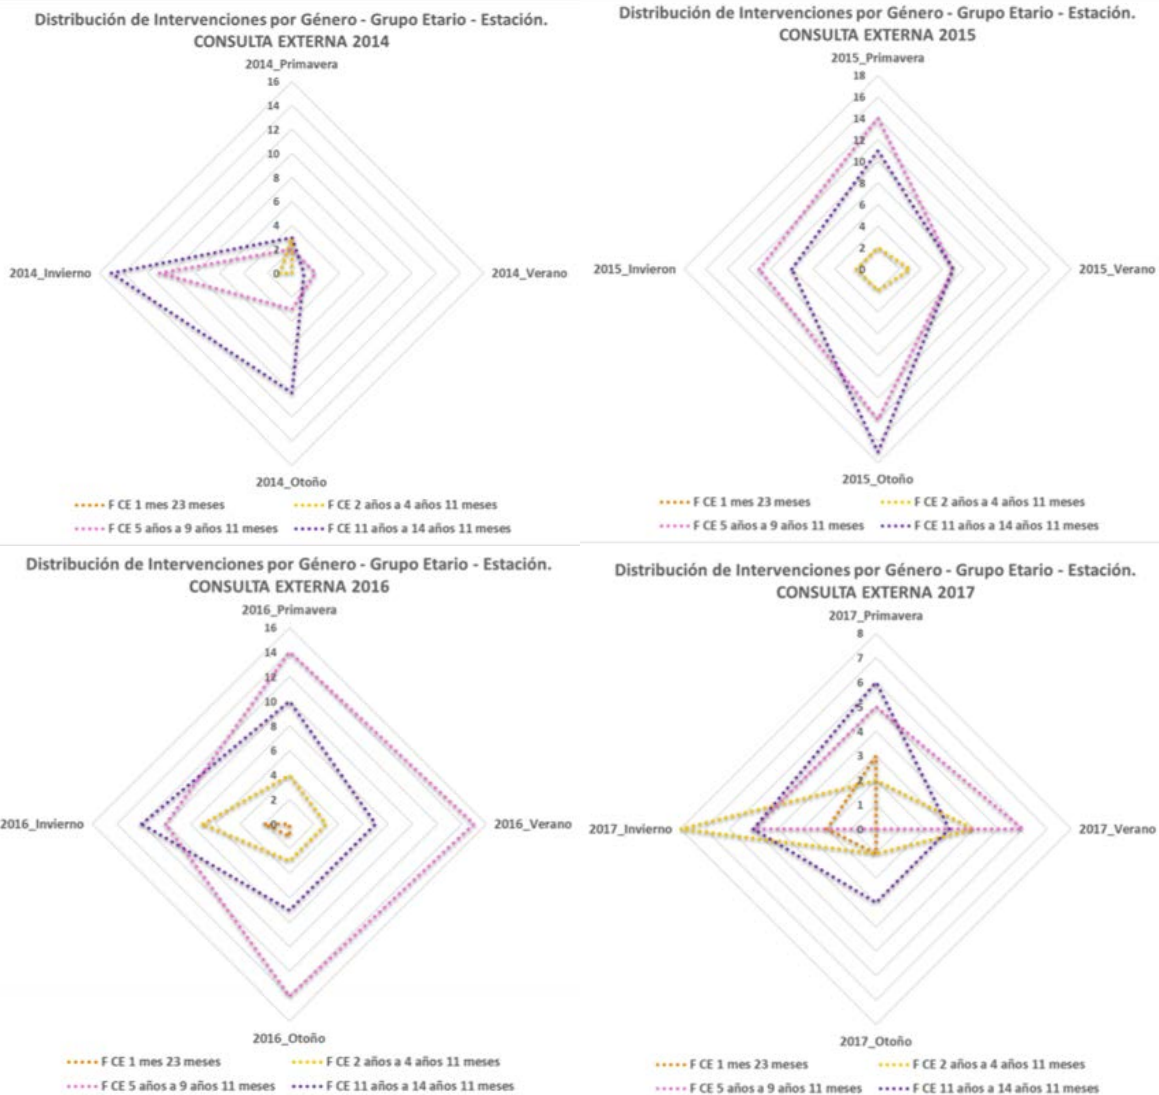 Distribución de Intervenciones por Género - Grupo Etario - Estación.
CONSULTA EXTERNA 2014
2014_Primavera
16
14
12
10
8
6
4
2
0
2014_Invierno
2014_Verano
2014_Otoño
F CE 1 mes 23 meses
F CE 2 años a 4 años 11 meses
F CE 5 años a 9 años 11 meses
F CE 11 años a 14 años 11 meses
Distribución de Intervenciones por Género - Grupo Etario - Estación.
CONSULTA EXTERNA 2015
2015_Primavera
18
16
14
12
10
8
6
4
2
0
2015_Invieron
2015_Verano
2015_Otoño
F CE 1 mes 23 meses
F CE 2 años a 4 años 11 meses
F CE 5 años a 9 años 11 meses
F CE 11 años a 14 años 11 meses
Distribución de Intervenciones por Género - Grupo Etario - Estación.
CONSULTA EXTERNA 2016
2016_Primavera
16
14
12
10
8
6
4
2
0
2016_Invierno
2016_Verano
2016_Otoño
F CE 1 mes 23 meses
F CE 2 años a 4 años 11 meses
F CE 5 años a 9 años 11 meses
F CE 11 años a 14 años 11 meses
Distribución de Intervenciones por Género - Grupo Etario - Estación.
CONSULTA EXTERNA 2017
2017_Primavera
8
7
6
5
4
3
2
1
0
2017_Invierno
2017_Verano
2017_Otoño
F CE 1 mes 23 meses
F CE 2 años a 4 años 11 meses
F CE 5 años a 9 años 11 meses
F CE 11 años a 14 años 11 meses